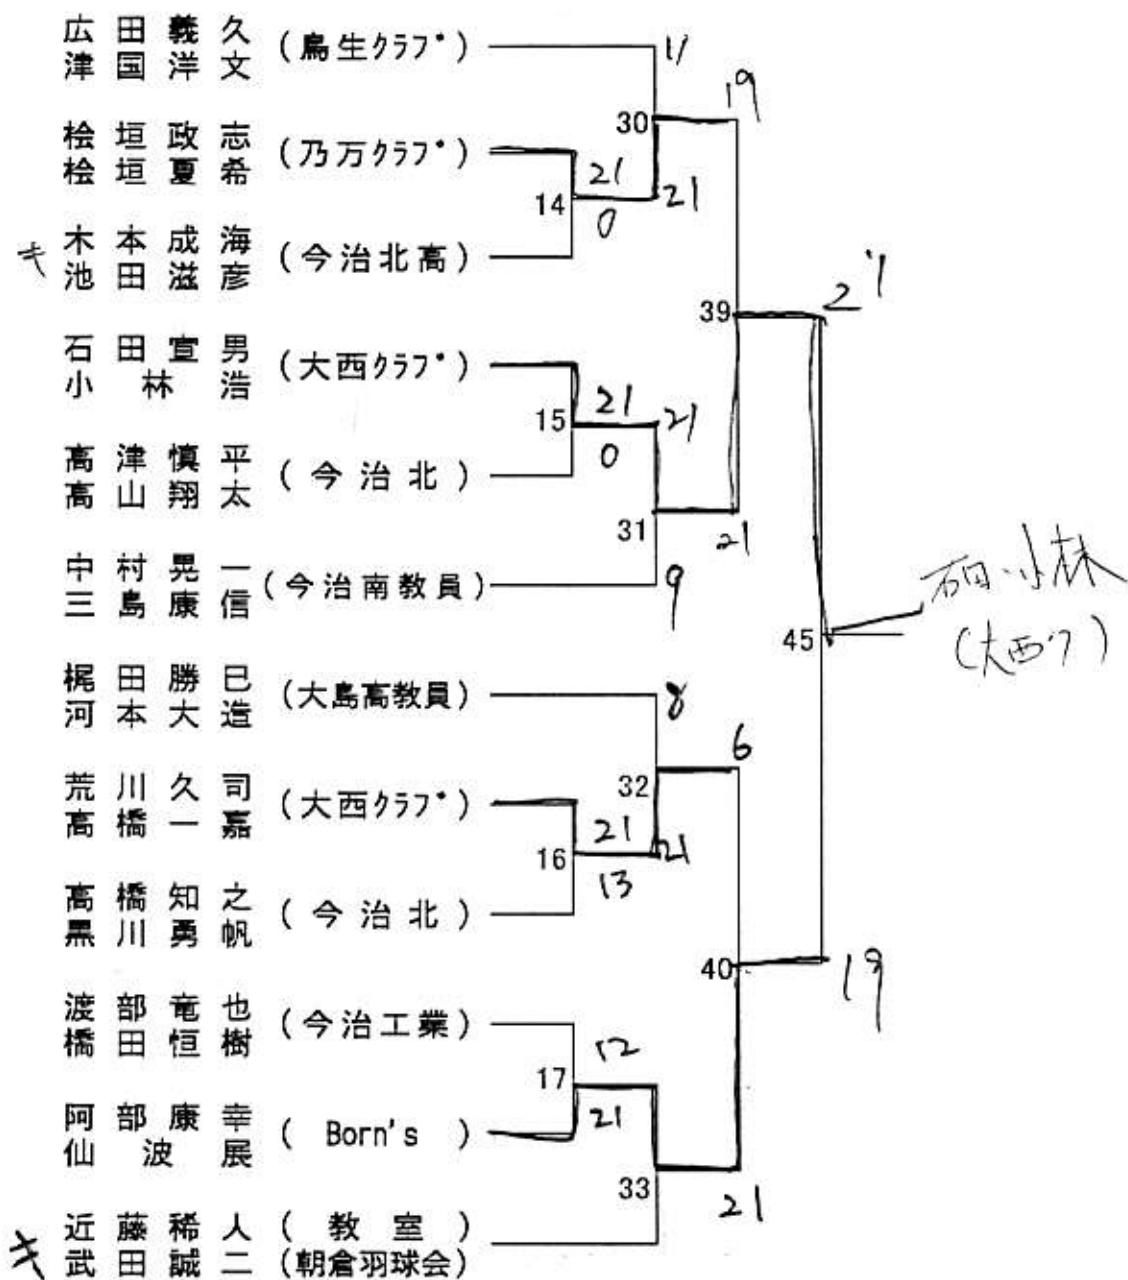 広田義久
津国洋文
(鳥生クラブ)
11
19
30
桧垣政志
桧垣夏希
(乃万クラブ)
21
14
0
21
キ
木本成海
池田滋彦
(今治北高)
39
21
石田宣男
小林浩
(大西クラブ)
15
21
0
21
高津慎平
高山翔太
(今治北)
31
21
中村晃一
三島康信
(今治南教員)
9
石田・小林
(大西ク)
45
梶田勝巳
河本大造
(大島高教員)
8
6
32
荒川久司
高橋一嘉
(大西クラブ)
21
16
13
21
高橋知之
黒川勇帆
(今治北)
40
19
渡部竜也
橋田恒樹
(今治工業)
12
17
21
阿部康幸
仙波展
( Born's )
33
21
キ
近藤稀人
武田誠二
(教室)
(朝倉羽球会)